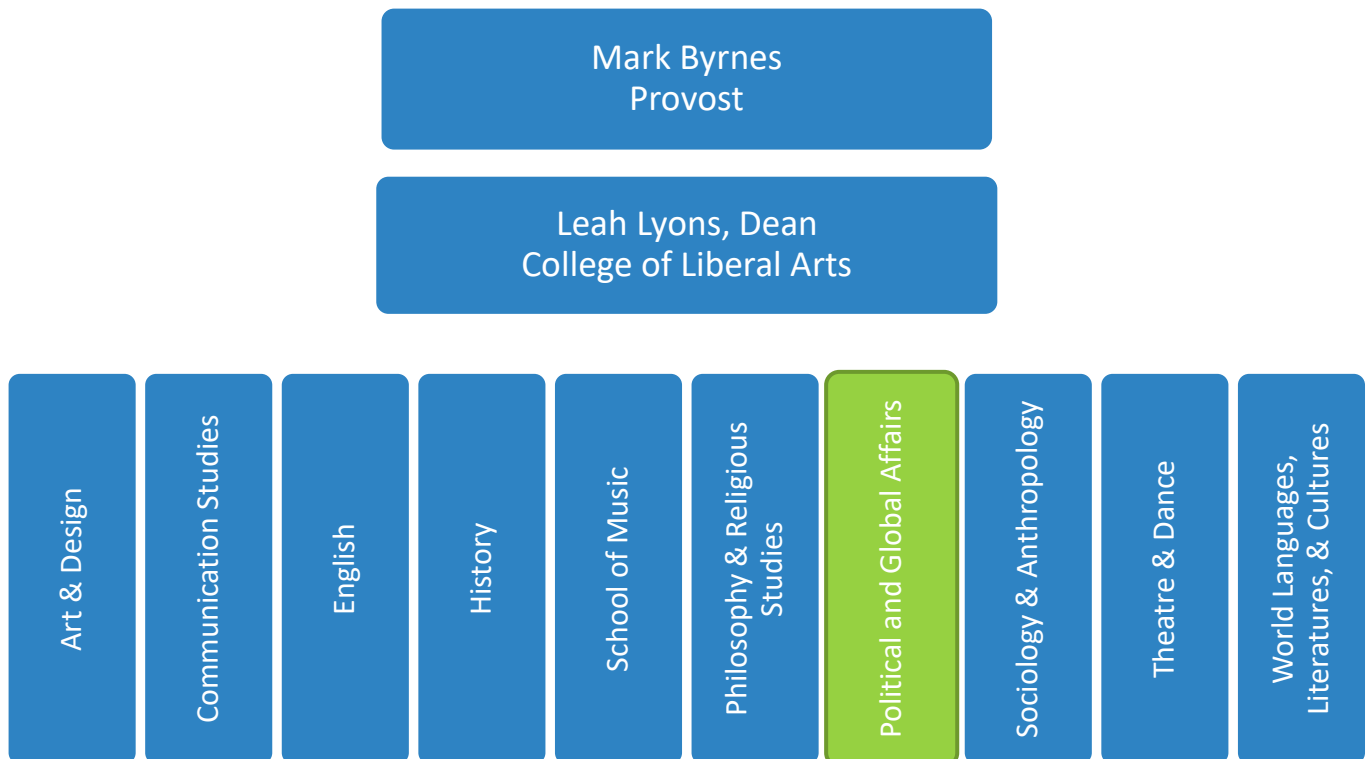 Mark Byrnes
Provost
Leah Lyons, Dean
College of Liberal Arts
Art & Design
Communication Studies
English
History
School of Music
Philosophy & Religious
Studies
Political and Global Affairs
Sociology & Anthropology
Theatre & Dance
World Languages,
Literatures, & Cultures